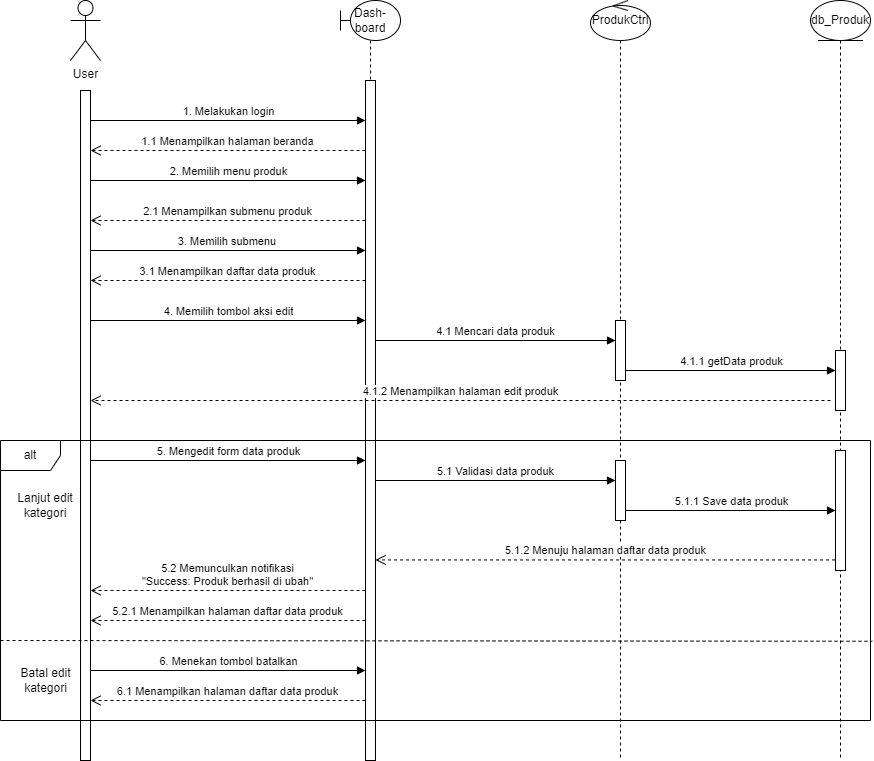 Dash-
board
ProdukCtrl
db_Produk
User
1. Melakukan login
1.1 Menampilkan halaman beranda
2. Memilih menu produk
2.1 Menampilkan submenu produk
3. Memilih submenu
3.1 Menampilkan daftar data produk
4. Memilih tombol aksi edit
4.1 Mencari data produk
4.1.1 getData produk
4.1.2 Menampilkan halaman edit produk
alt
5. Mengedit form data produk
5.1 Validasi data produk
Lanjut edit
kategori
5.1.1 Save data produk
5.1.2 Menuju halaman daftar data produk
5.2 Memunculkan notifikasi
"Success: Produk berhasil di ubah"
5.2.1 Menampilkan halaman daftar data produk
6. Menekan tombol batalkan
Batal edit
kategori
6.1 Menampilkan halaman daftar data produk